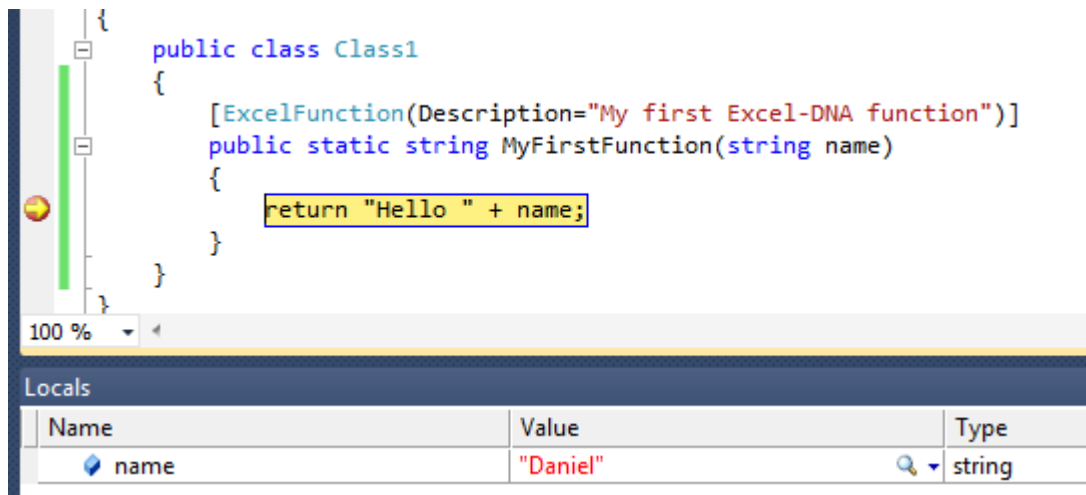 {
public class Class1
{
[ExcelFunction(Description="My first Excel-DNA function")]
public static string MyFirstFunction(string name)
{
return "Hello " + name;
}
}
}
100 %
Locals
Name Value Type
name "Daniel" string